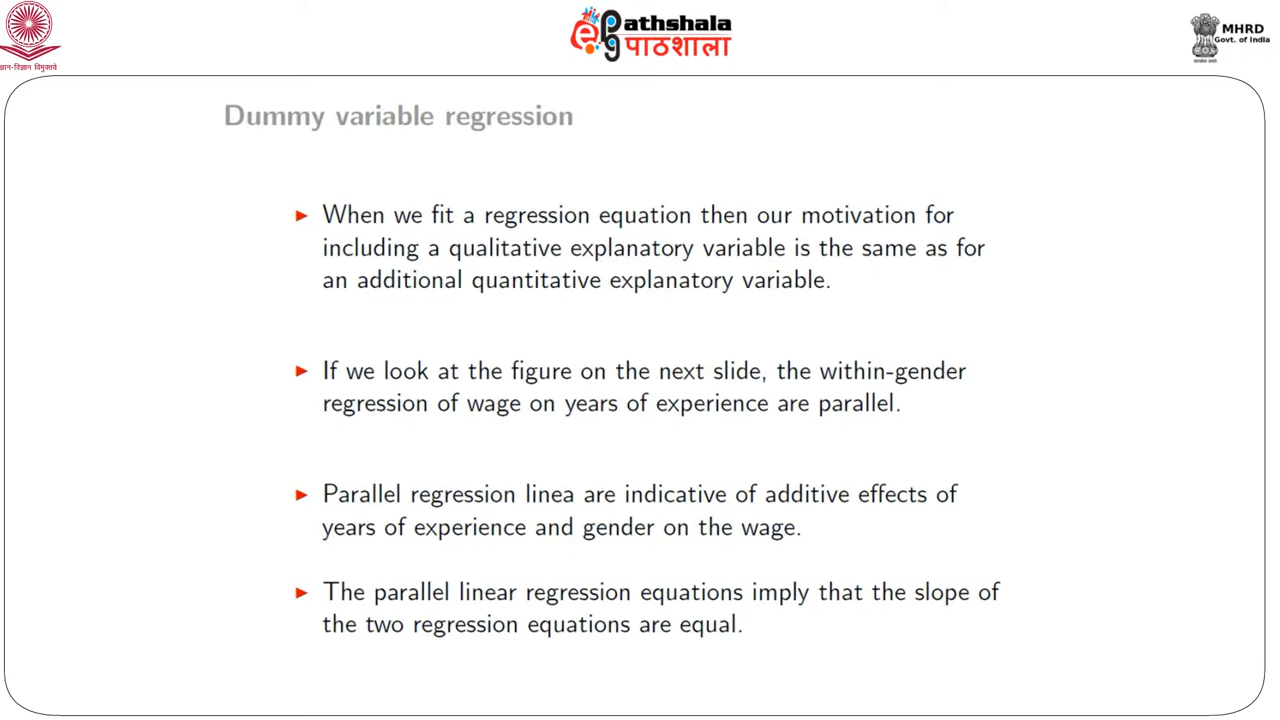 ePathshala
पाठशाला
MHRD
Govt. of India
ज्ञान-विज्ञान विमुक्तये
Dummy variable regression
▶ When we fit a regression equation then our motivation for
including a qualitative explanatory variable is the same as for
an additional quantitative explanatory variable.
▶ If we look at the figure on the next slide, the within-gender
regression of wage on years of experience are parallel.
▶ Parallel regression linea are indicative of additive effects of
years of experience and gender on the wage.
▶ The parallel linear regression equations imply that the slope of
the two regression equations are equal.